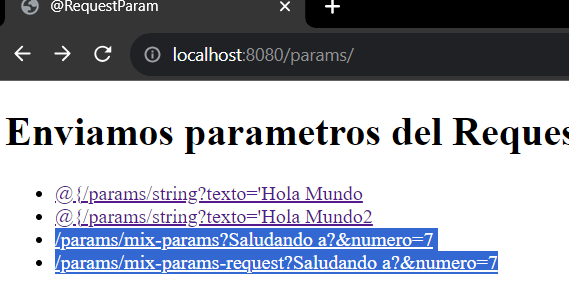 @RequestParam
localhost:8080/params/
Enviamos parametros del Reques
@{/params/string?texto='Hola Mundo
@{/params/string?texto='Hola Mundo2
/params/mix-params?Saludando a?&numero=7
/params/mix-params-request?Saludando a?&numero=7